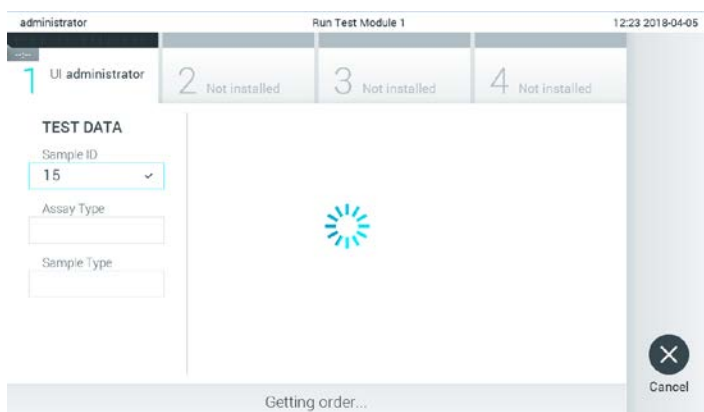 administrator Run Test Module 1 12:23 2018-04-05
--:--
1 UI administrator 2 Not installed 3 Not installed 4 Not installed
TEST DATA
Sample ID
15
Assay Type
Sample Type
Cancel
Getting order...